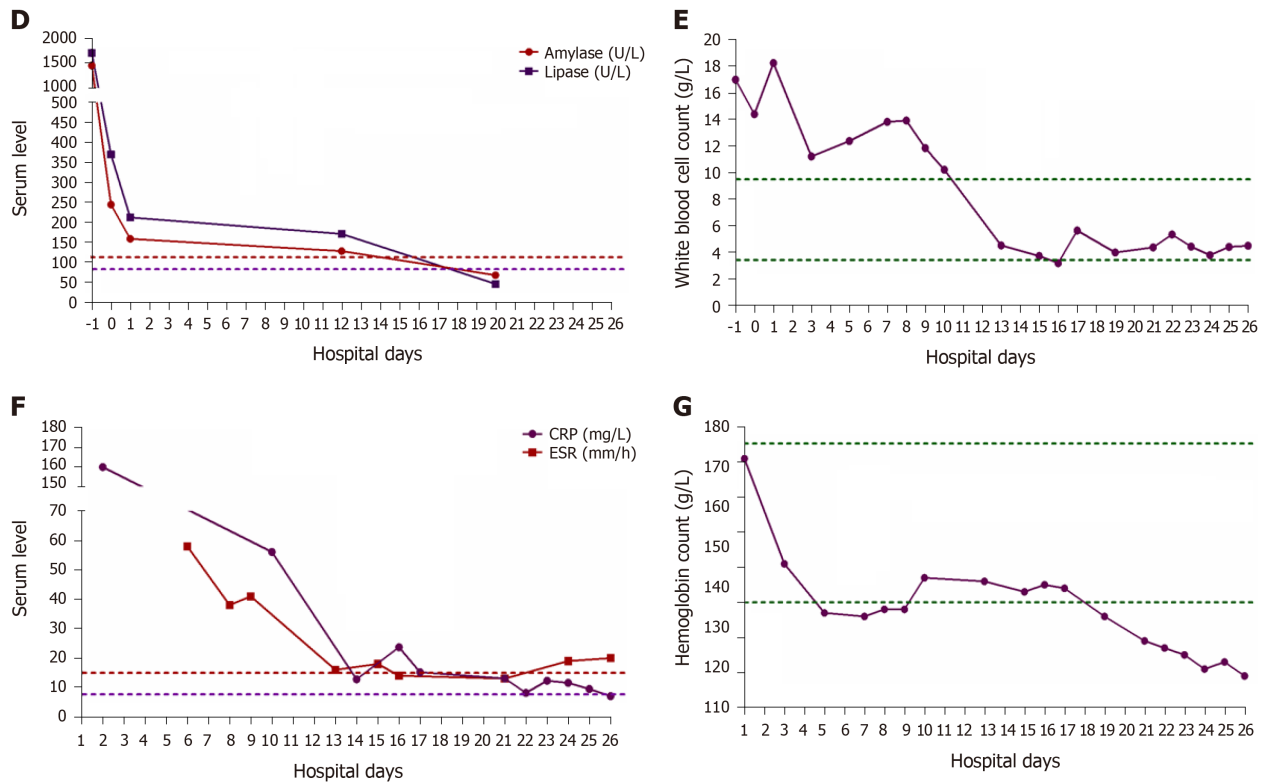 D
2000
1500
1000
500
450
400
350
300
250
200
150
100
50
0
Serum level
Amylase (U/L)
Lipase (U/L)
-1 0 1 2 3 4 5 6 7 8 9 10 11 12 13 14 15 16 17 18 19 20 21 22 23 24 25 26
Hospital days
E
20
18
16
14
12
10
8
6
4
2
0
White blood cell count (g/L)
-1 0 1 2 3 4 5 6 7 8 9 10 11 12 13 14 15 16 17 18 19 20 21 22 23 24 25 26
Hospital days
F
180
170
160
150
70
60
50
40
30
20
10
0
Serum level
CRP (mg/L)
ESR (mm/h)
1 2 3 4 5 6 7 8 9 10 11 12 13 14 15 16 17 18 19 20 21 22 23 24 25 26
Hospital days
G
180
170
160
150
140
130
120
110
Hemoglobin count (g/L)
1 2 3 4 5 6 7 8 9 10 11 12 13 14 15 16 17 18 19 20 21 22 23 24 25 26
Hospital days